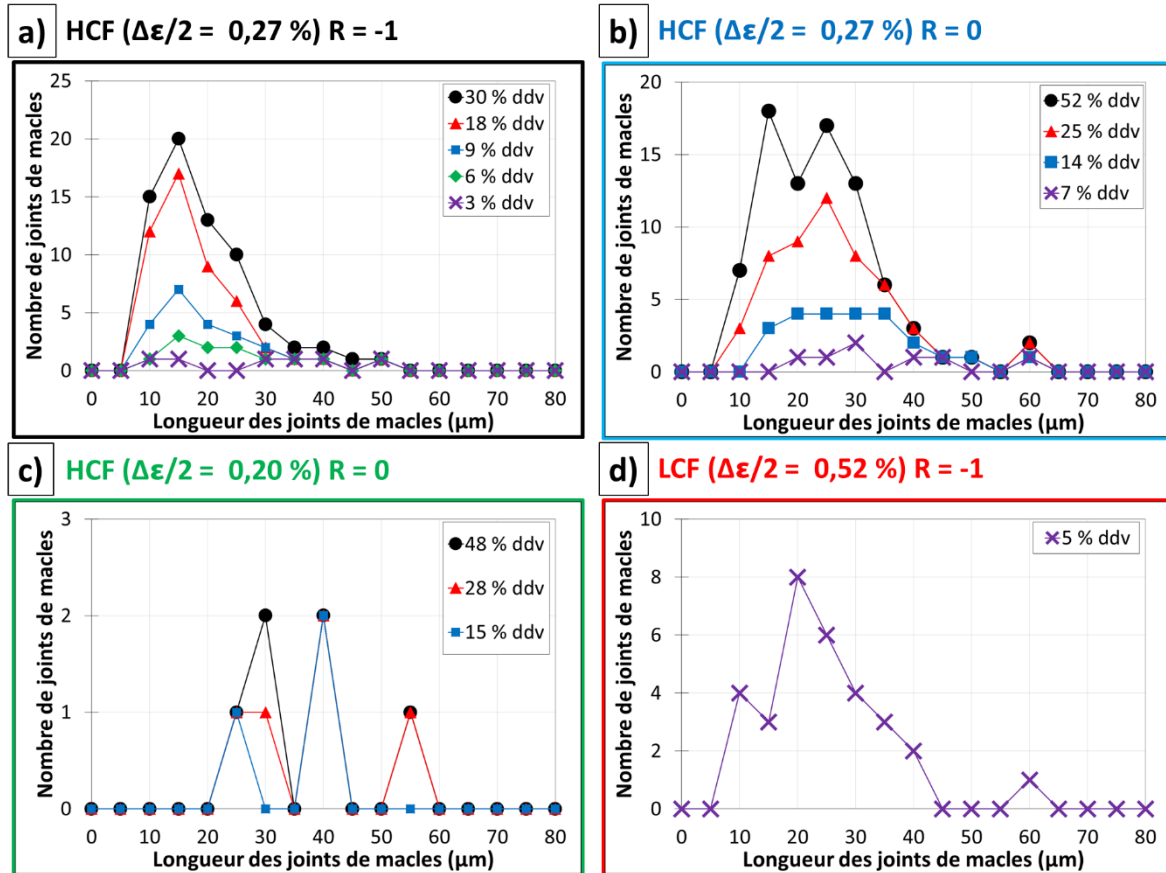 a) HCF (Δε/2 = 0,27 %) R = -1
Nombre de joints de macles
25
20
15
10
5
0
30 % ddv
18 % ddv
9 % ddv
6 % ddv
3 % ddv
0 10 20 30 40 50 60 70 80
Longueur des joints de macles (µm)
b) HCF (Δε/2 = 0,27 %) R = 0
Nombre de joints de macles
20
15
10
5
0
52 % ddv
25 % ddv
14 % ddv
7 % ddv
0 10 20 30 40 50 60 70 80
Longueur des joints de macles (µm)
c) HCF (Δε/2 = 0,20 %) R = 0
Nombre de joints de macles
3
2
1
0
48 % ddv
28 % ddv
15 % ddv
0 10 20 30 40 50 60 70 80
Longueur des joints de macles (µm)
d) LCF (Δε/2 = 0,52 %) R = -1
Nombre de joints de macles
10
8
6
4
2
0
5 % ddv
0 10 20 30 40 50 60 70 80
Longueur des joints de macles (µm)